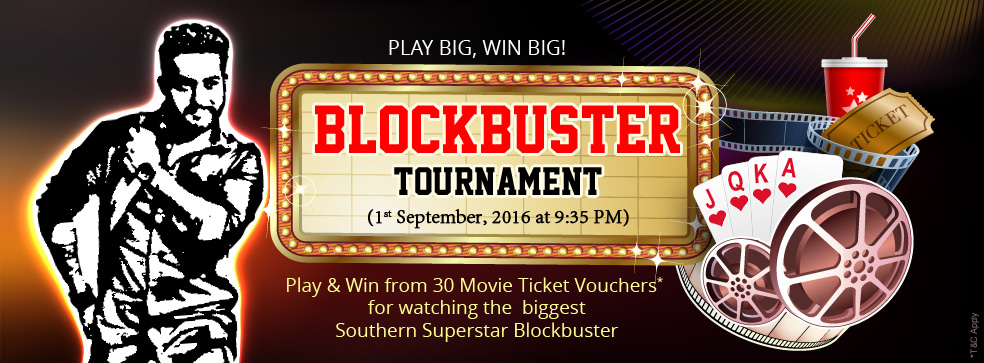 PLAY BIG, WIN BIG!
BLOCKBUSTER
TOURNAMENT
(1st September, 2016 at 9:35 PM)
Play & Win from 30 Movie Ticket Vouchers*
for watching the biggest
Southern Superstar Blockbuster
TICKET
J Q K A
*T&C Apply